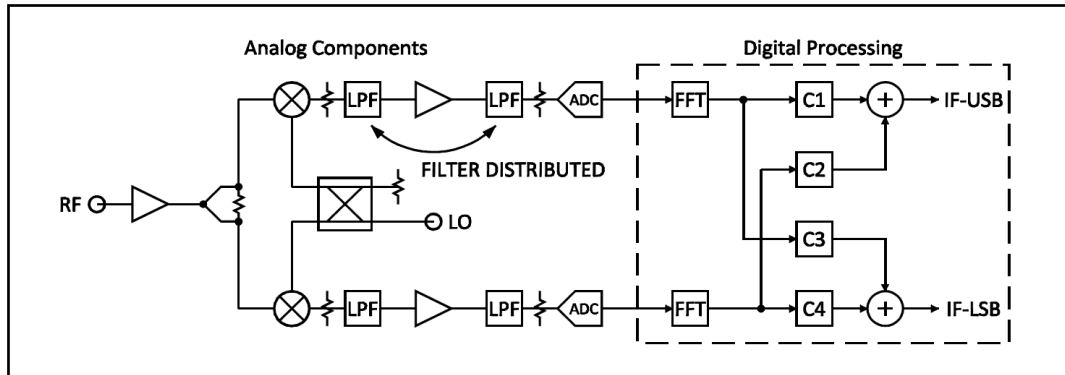 Analog Components
Digital Processing
LPF
LPF
ADC
FFT
C1
+
IF-USB
FILTER DISTRIBUTED
C2
RF
LO
C3
LPF
LPF
ADC
FFT
C4
+
IF-LSB